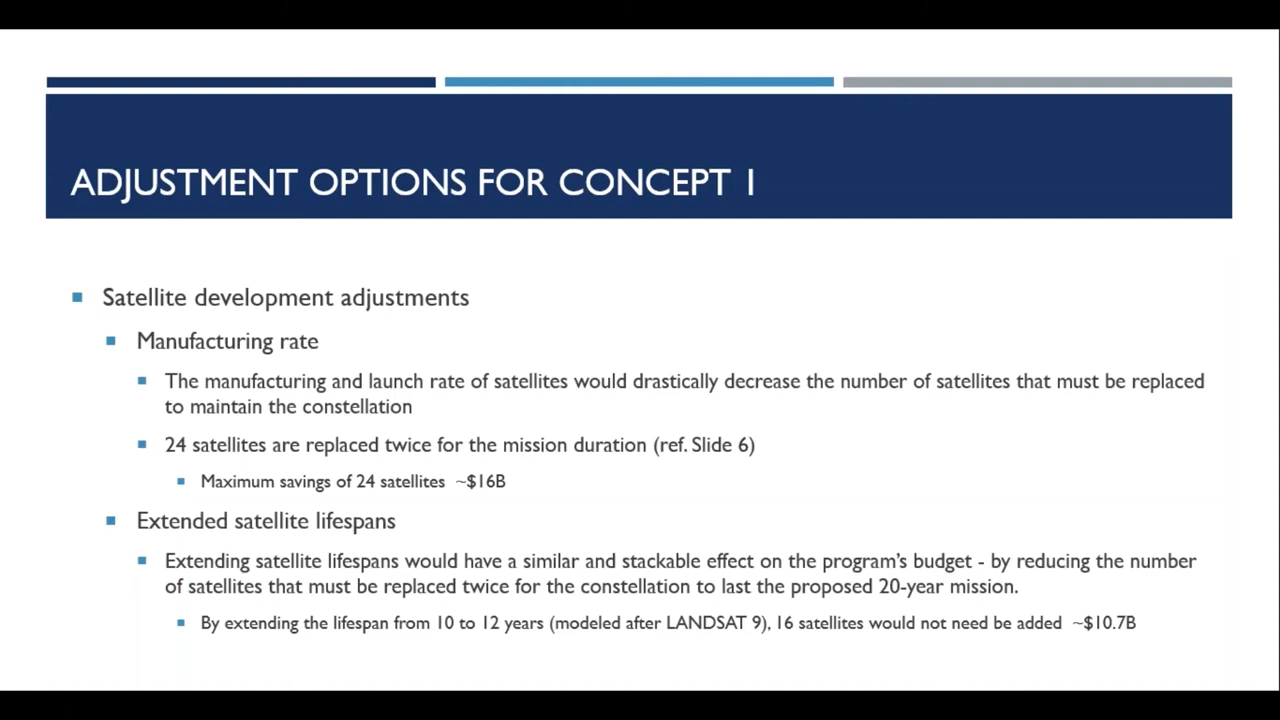 ADJUSTMENT OPTIONS FOR CONCEPT 1
Satellite development adjustments
Manufacturing rate
The manufacturing and launch rate of satellites would drastically decrease the number of satellites that must be replaced
to maintain the constellation
24 satellites are replaced twice for the mission duration (ref. Slide 6)
Maximum savings of 24 satellites ~$16B
Extended satellite lifespans
Extending satellite lifespans would have a similar and stackable effect on the program's budget - by reducing the number
of satellites that must be replaced twice for the constellation to last the proposed 20-year mission.
By extending the lifespan from 10 to 12 years (modeled after LANDSAT 9), 16 satellites would not need be added ~$10.7B